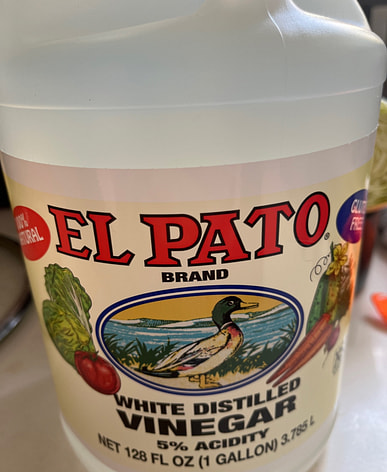 100%
NATURAL
EL PATO®
BRAND
GLUTEN
FREE
WHITE DISTILLED
VINEGAR
5% ACIDITY
NET 128 FL OZ (1 GALLON) 3.785 L